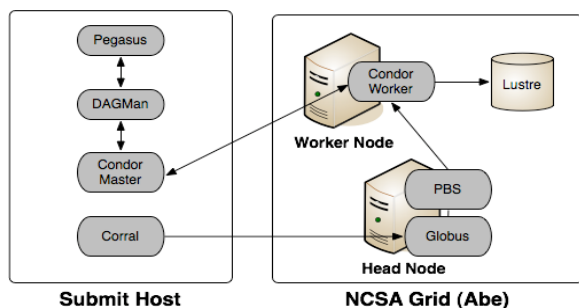 Pegasus
DAGMan
Condor
Master
Corral
Submit Host
Condor
Worker
Lustre
Worker Node
PBS
Globus
Head Node
NCSA Grid (Abe)